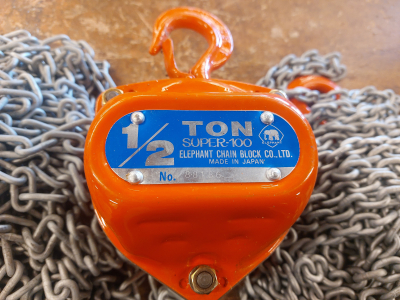 1/2 TON
SUPER-100
ELEPHANT CHAIN BLOCK CO.,LTD.
MADE IN JAPAN
No.